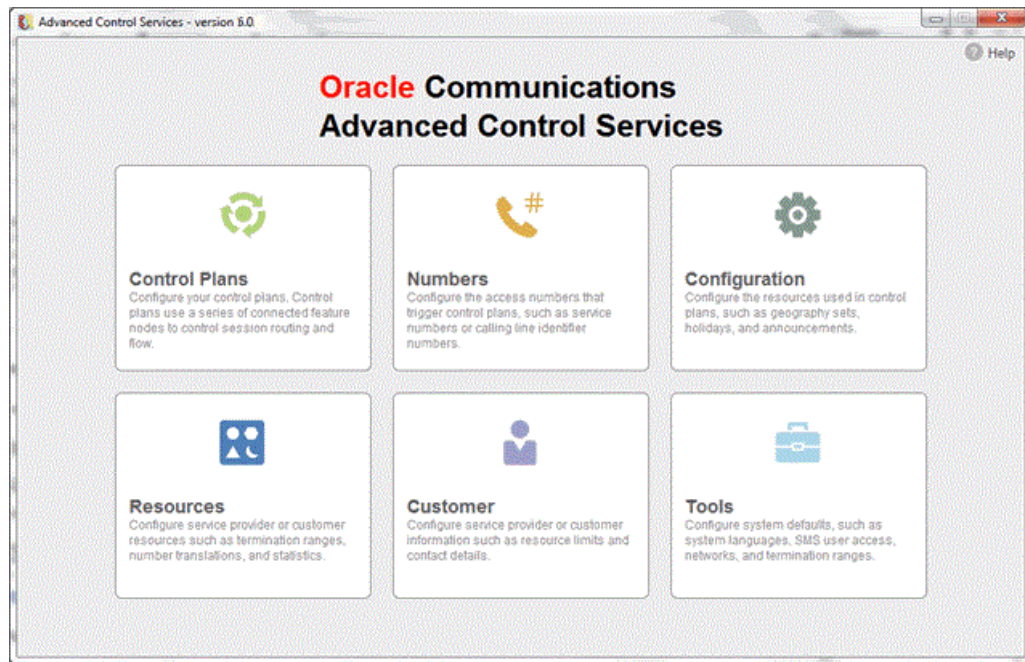 Advanced Control Services - version 6.0
Help
Oracle Communications
Advanced Control Services
Control Plans
Configure your control plans. Control
plans use a series of connected feature
nodes to control session routing and
flow.
Numbers
Configure the access numbers that
trigger control plans, such as service
numbers or calling line identifier
numbers.
Configuration
Configure the resources used in control
plans, such as geography sets,
holidays, and announcements.
Resources
Configure service provider or customer
resources such as termination ranges,
number translations, and statistics.
Customer
Configure service provider or customer
information such as resource limits and
contact details.
Tools
Configure system defaults, such as
system languages, SMS user access,
networks, and termination ranges.